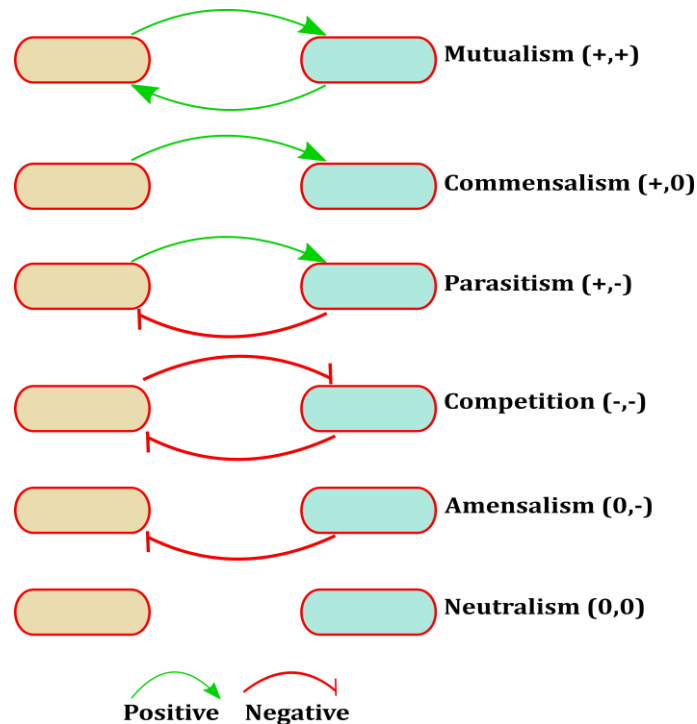 Mutualism (+,+)
Commensalism (+,0)
Parasitism (+,-)
Competition (-,-)
Amensalism (0,-)
Neutralism (0,0)
Positive Negative